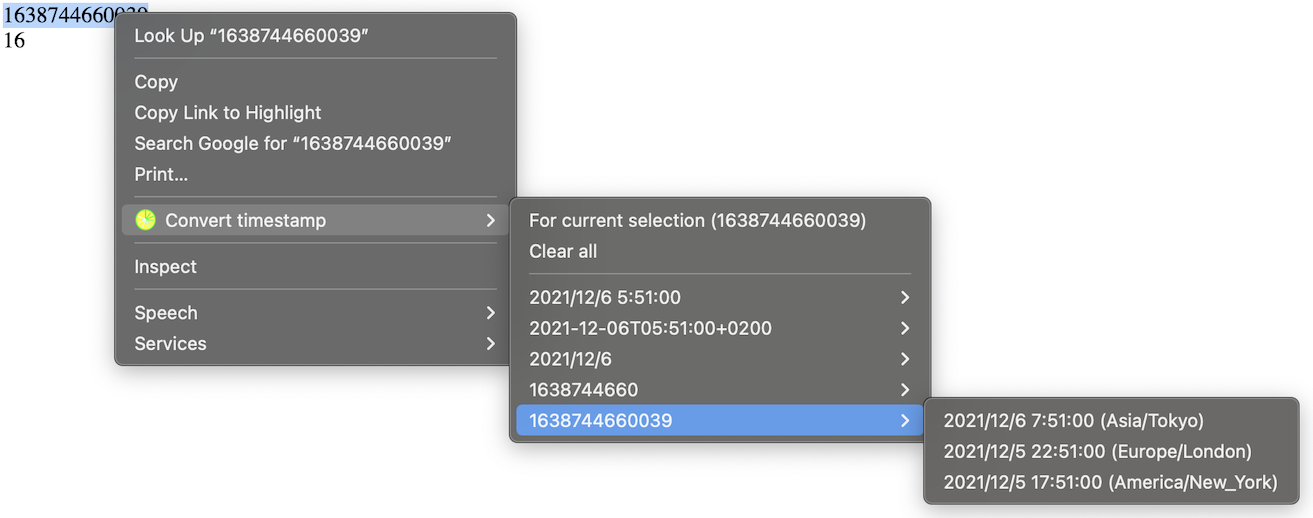 1638744660039
16
Look Up “1638744660039”
Copy
Copy Link to Highlight
Search Google for “1638744660039”
Print...
Convert timestamp
Inspect
Speech
Services
For current selection (1638744660039)
Clear all
2021/12/6 5:51:00
2021-12-06T05:51:00+0200
2021/12/6
1638744660
1638744660039
2021/12/6 7:51:00 (Asia/Tokyo)
2021/12/5 22:51:00 (Europe/London)
2021/12/5 17:51:00 (America/New_York)